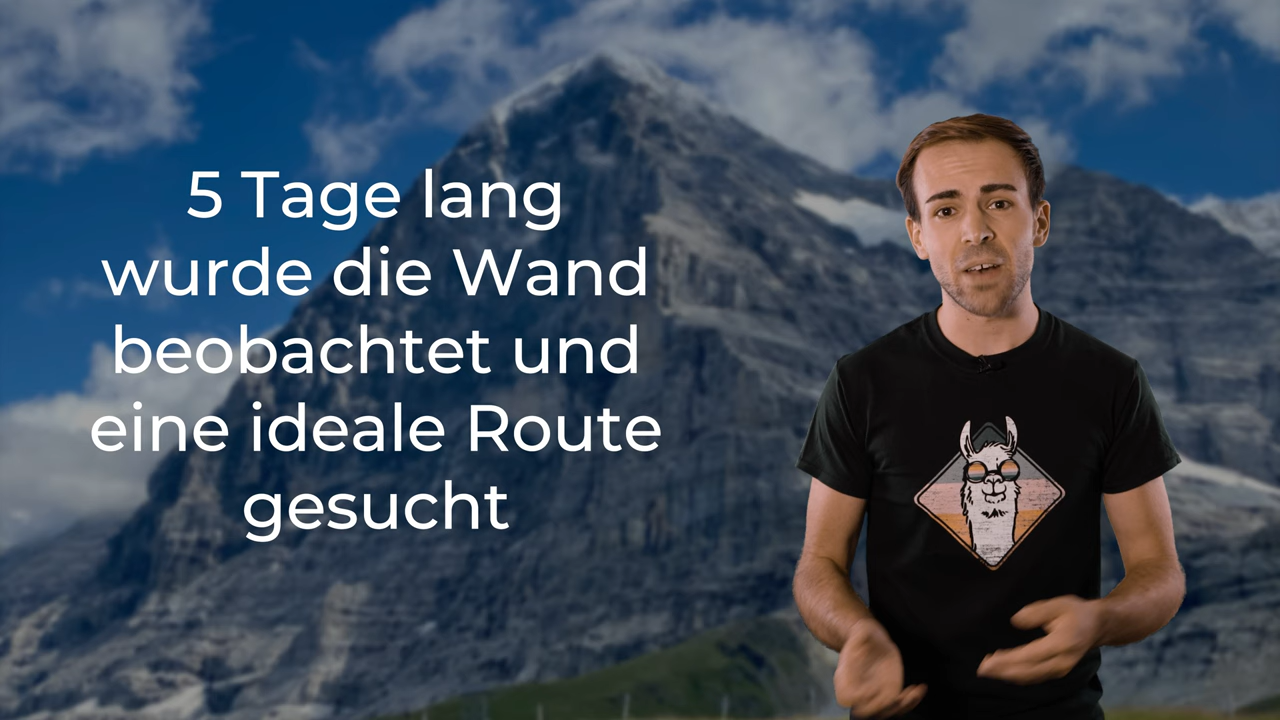 5 Tage lang
wurde die Wand
beobachtet und
eine ideale Route
gesucht